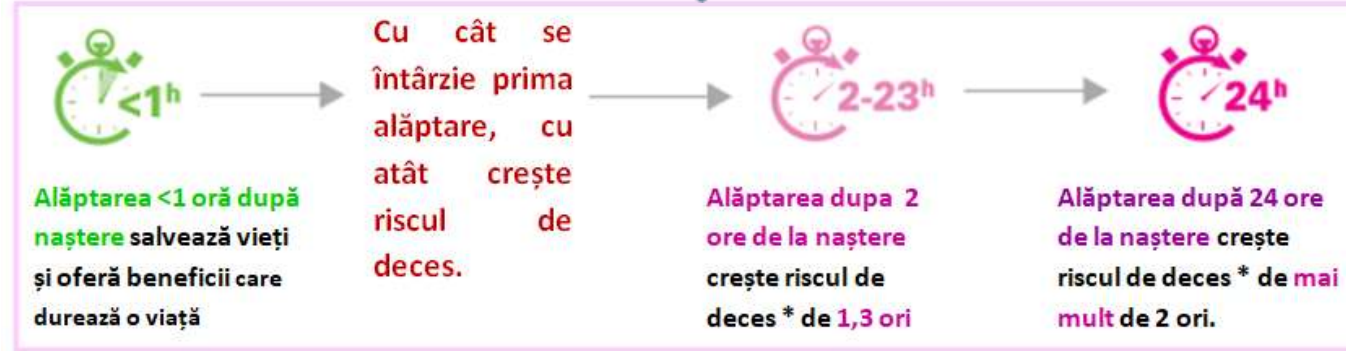 <1h
Alăptarea <1 oră după
naștere salvează vieți
și oferă beneficii care
durează o viață
Cu cât se
întârzie prima
alăptare, cu
atât crește
riscul de
deces.
2-23h
Alăptarea dupa 2
ore de la naștere
crește riscul de
deces * de 1,3 ori
24h
Alăptarea după 24 ore
de la naștere crește
riscul de deces * de mai
mult de 2 ori.